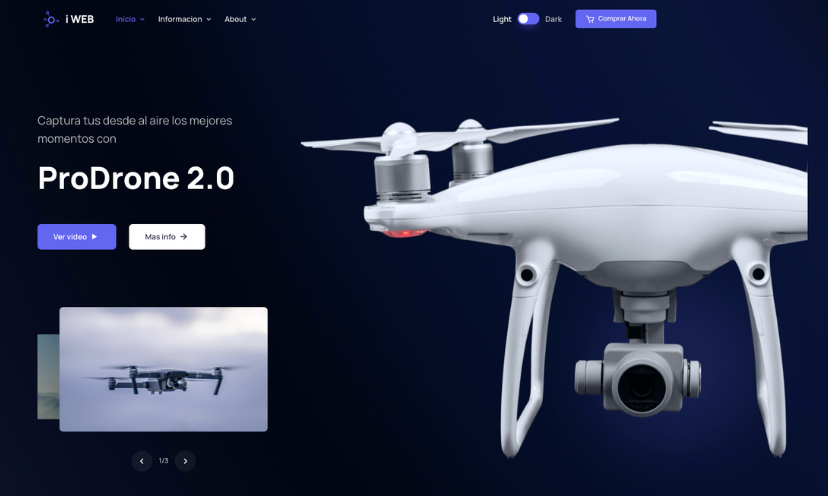 i WEB
Inicio
Informacion
About
Light
Dark
Comprar Ahora
Captura tus desde al aire los mejores
momentos con
ProDrone 2.0
Ver video
Mas info
1/3